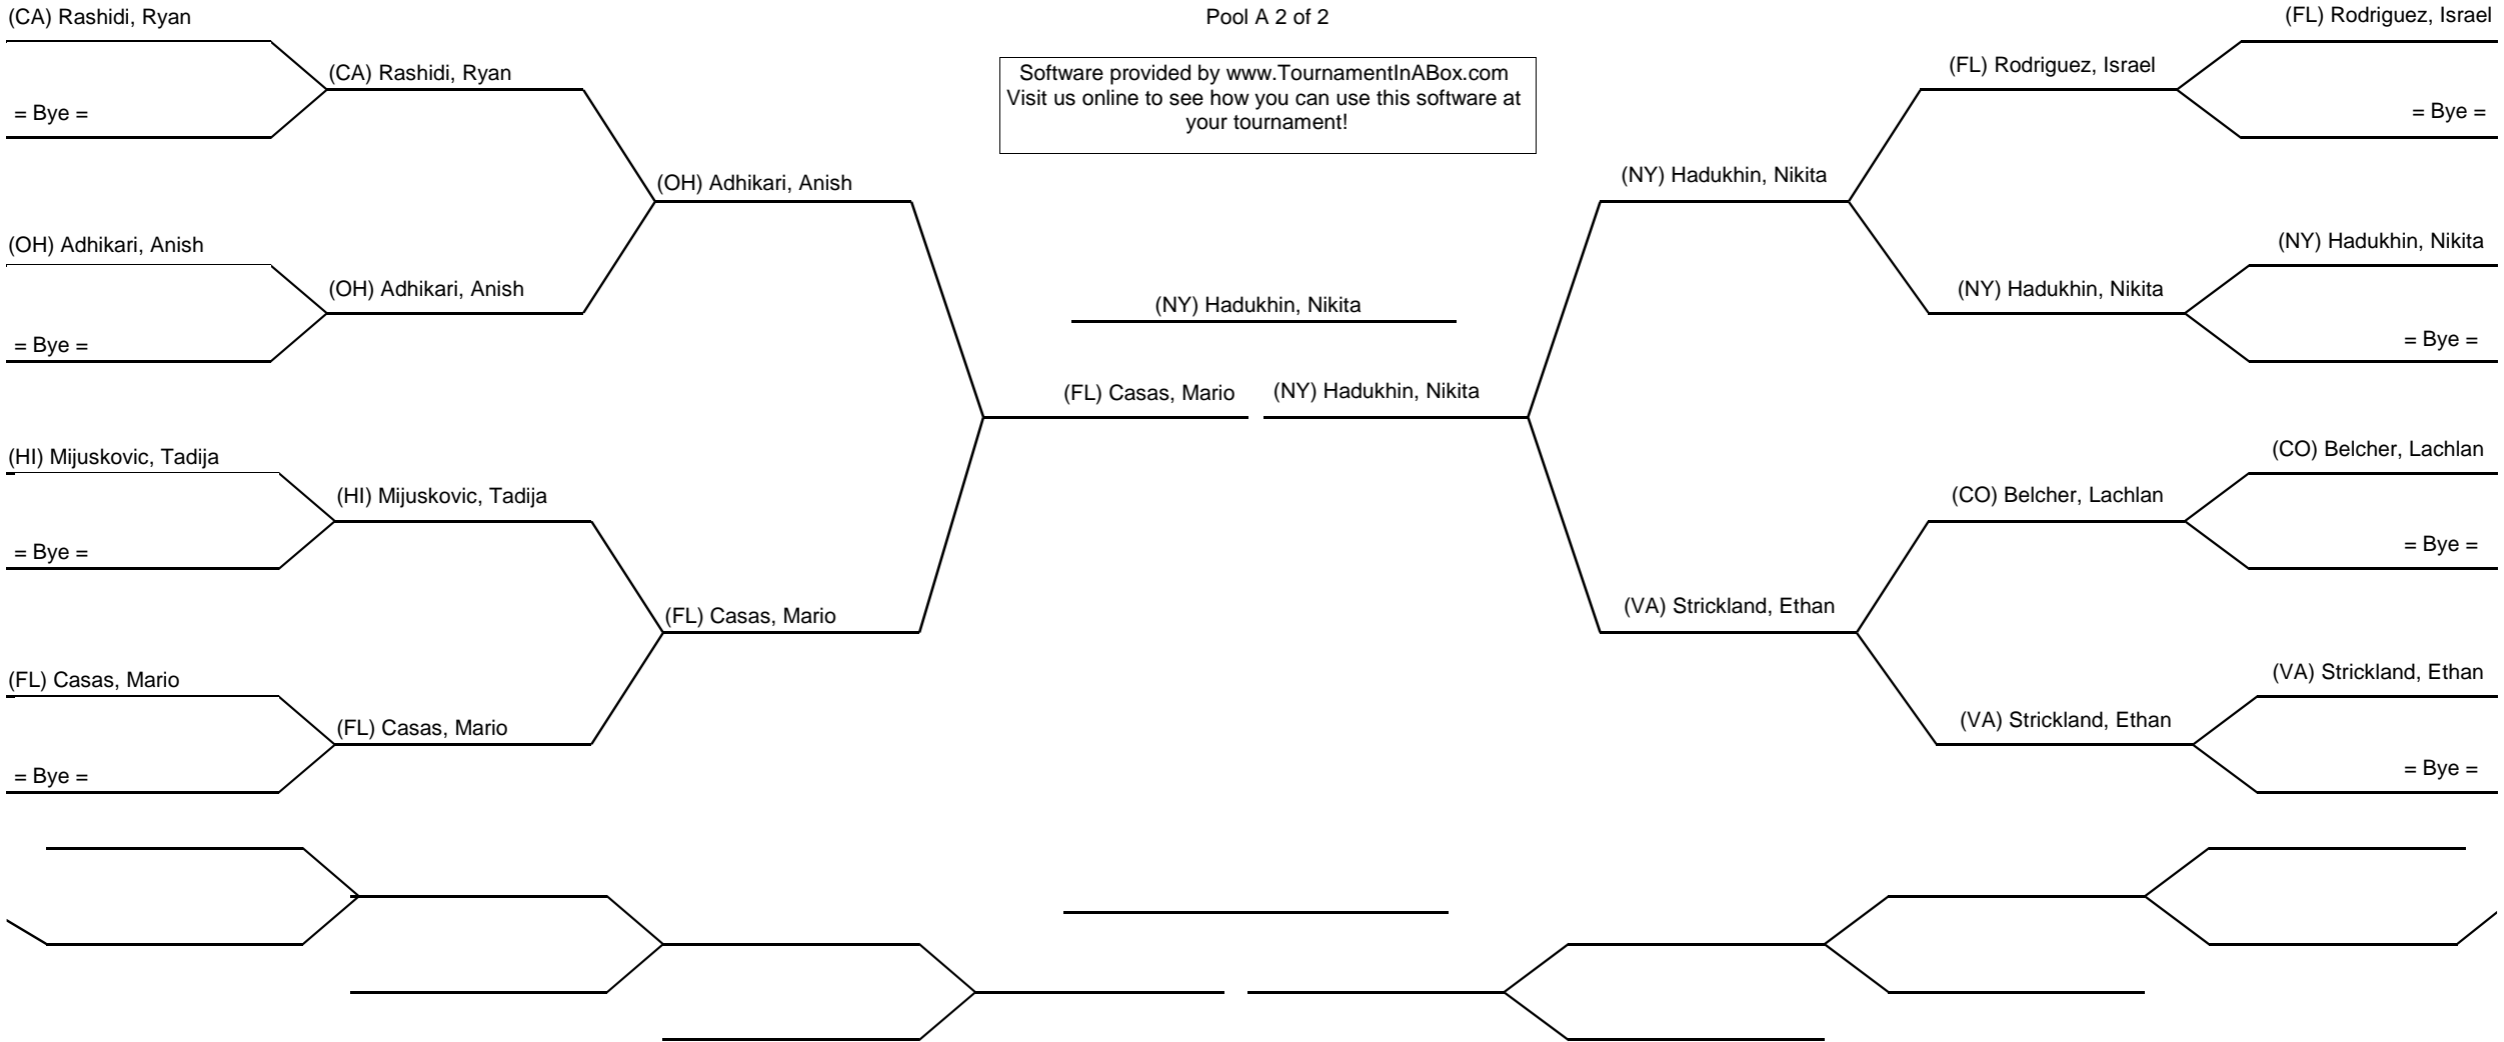 (CA) Rashidi, Ryan
Pool A 2 of 2
(FL) Rodriguez, Israel
(CA) Rashidi, Ryan
Software provided by www.TournamentInABox.com
Visit us online to see how you can use this software at
your tournament!
(FL) Rodriguez, Israel
= Bye =
= Bye =
(OH) Adhikari, Anish
(NY) Hadukhin, Nikita
(OH) Adhikari, Anish
(NY) Hadukhin, Nikita
(OH) Adhikari, Anish
(NY) Hadukhin, Nikita
(NY) Hadukhin, Nikita
= Bye =
= Bye =
(FL) Casas, Mario
(NY) Hadukhin, Nikita
(HI) Mijuskovic, Tadija
(CO) Belcher, Lachlan
(HI) Mijuskovic, Tadija
(CO) Belcher, Lachlan
= Bye =
= Bye =
(FL) Casas, Mario
(VA) Strickland, Ethan
(FL) Casas, Mario
(VA) Strickland, Ethan
(FL) Casas, Mario
(VA) Strickland, Ethan
= Bye =
= Bye =